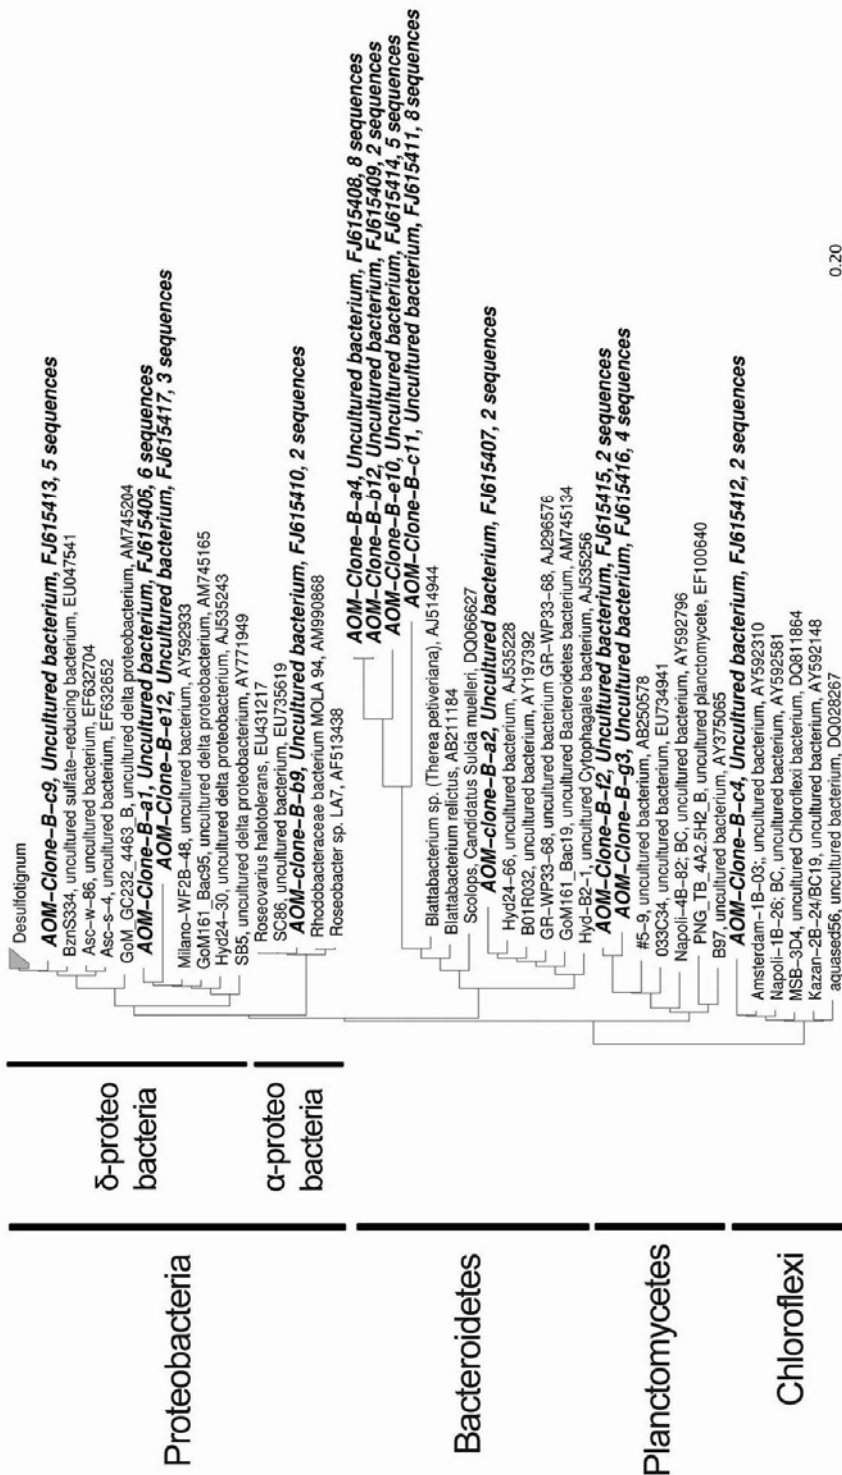 Proteobacteria
δ-proteo
bacteria
α-proteo
bacteria
Bacteroidetes
Planctomycetes
Chloroflexi
Desulfotignum
AOM-Clone-B-c9, Uncultured bacterium, FJ615413, 5 sequences
BznS334, uncultured sulfate-reducing bacterium, EU047541
Asc-w-86, uncultured bacterium, EF632704
Asc-s-4, uncultured bacterium, EF632652
GoM_GC232_4463_B, uncultured delta proteobacterium, AM745204
AOM-Clone-B-a1, Uncultured bacterium, FJ615406, 6 sequences
AOM-Clone-B-e12, Uncultured bacterium, FJ615417, 3 sequences
Milano-WF2B-48, uncultured bacterium, AY592933
GoM161_Bac95, uncultured delta proteobacterium, AM745165
Hyd24-30, uncultured delta proteobacterium, AJ535243
SB5, uncultured delta proteobacterium, AY771949
Roseovarius halotolerans, EU431217
SC86, uncultured bacterium, EU735619
AOM-clone-B-b9, Uncultured bacterium, FJ615410, 2 sequences
Rhodobacteraceae bacterium MOLA 94, AM990868
Roseobacter sp. LA7, AF513438
AOM-Clone-B-a4, Uncultured bacterium, FJ615408, 8 sequences
AOM-Clone-B-b12, Uncultured bacterium, FJ615409, 2 sequences
AOM-Clone-B-e10, Uncultured bacterium, FJ615414, 5 sequences
AOM-Clone-B-c11, Uncultured bacterium, FJ615411, 8 sequences
Blattabacterium sp. (Therea petiveriana), AJ514944
Blattabacterium relictus, AB211184
Scolops, Candidatus Sulcia muelleri, DQ066627
AOM-clone-B-a2, Uncultured bacterium, FJ615407, 2 sequences
Hyd24-66, uncultured bacterium, AJ535228
B01R032, uncultured bacterium, AY197392
GR-WP33-68, uncultured bacterium GR-WP33-68, AJ296576
GoM161_Bac19, uncultured Bacteroidetes bacterium, AM745134
Hyd-B2-1, uncultured Cytophagales bacterium, AJ535256
AOM-Clone-B-f2, Uncultured bacterium, FJ615415, 2 sequences
AOM-Clone-B-g3, Uncultured bacterium, FJ615416, 4 sequences
#5-9, uncultured bacterium, AB250578
033C34, uncultured bacterium, EU734941
Napoli-4B-82; BC, uncultured bacterium, AY592796
PNG_TB_4A2.5H2_B, uncultured planctomycete, EF100640
B97, uncultured bacterium, AY375065
AOM-Clone-B-c4, Uncultured bacterium, FJ615412, 2 sequences
Amsterdam-1B-03;, uncultured bacterium, AY592310
Napoli-1B-26; BC, uncultured bacterium, AY592581
MSB-3D4, uncultured Chloroflexi bacterium, DQ811864
Kazan-2B-24/BC19, uncultured bacterium, AY592148
aquased56, uncultured bacterium, DQ028267
0.20